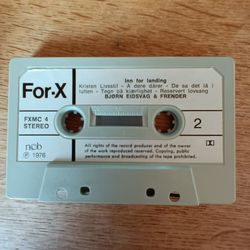 For-X
Inn for landing
Kristen Livsstil - A dere dårer - De sa det lå i
luften - Tegn på kjærlighet - Reservert lovsang
BJØRN EIDSVÅG & FRENDER
FXMC 4
STEREO
2
ncb
℗ 1976
All rights of the record producer and of the owner
of the work reproduced reserved. Copying, public
performance and broadcasting of the tape prohibited.